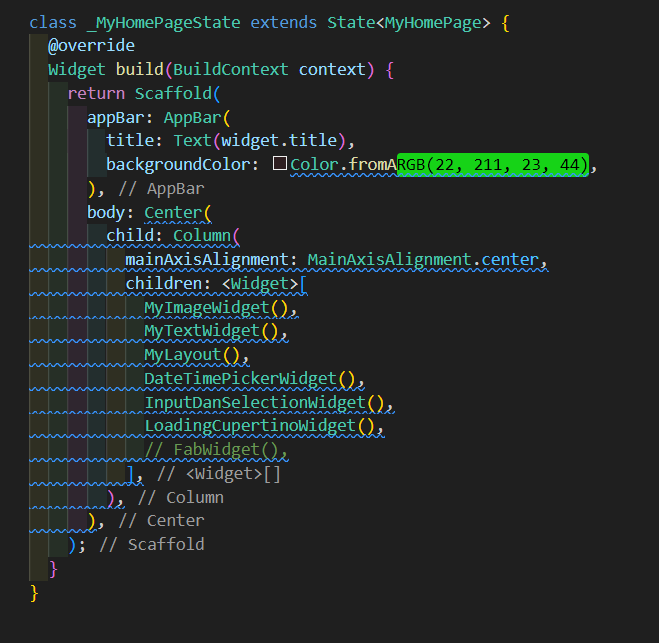 class _MyHomePageState extends State<MyHomePage> {
@override
Widget build(BuildContext context) {
return Scaffold(
appBar: AppBar(
title: Text(widget.title),
backgroundColor: Color.fromARGB(22, 211, 23, 44),
), // AppBar
body: Center(
child: Column(
mainAxisAlignment: MainAxisAlignment.center,
children: <Widget>[
MyImageWidget(),
MyTextWidget(),
MyLayout(),
DateTimePickerWidget(),
InputDanSelectionWidget(),
LoadingCupertinoWidget(),
// FabWidget(),
], // <Widget>[]
), // Column
), // Center
); // Scaffold
}
}